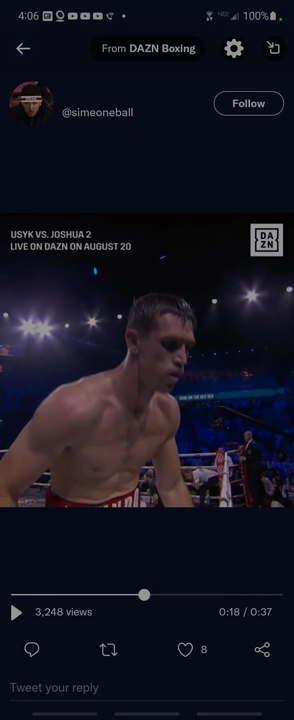 4:06
100%
From DAZN Boxing
@simeoneball
Follow
USYK VS. JOSHUA 2
LIVE ON DAZN ON AUGUST 20
DA
ZN
3,248 views
0:18 / 0:37
8
Tweet your reply